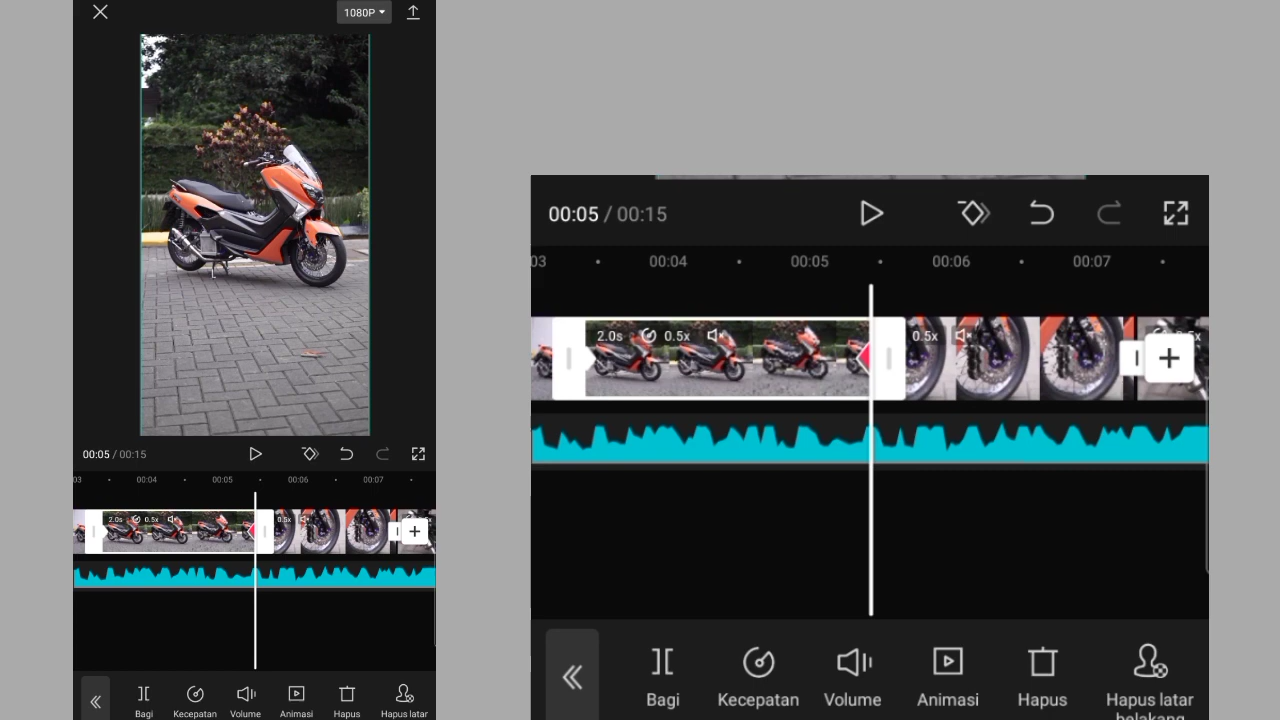 1080P
00:05 / 00:15
03 00:04 00:05 00:06 00:07
2.0s 0.5x 0.5x
Bagi Kecepatan Volume Animasi Hapus Hapus latar
00:05 / 00:15
03 00:04 00:05 00:06 00:07
2.0s 0.5x 0.5x 0.5x
Bagi Kecepatan Volume Animasi Hapus Hapus latar
belakang